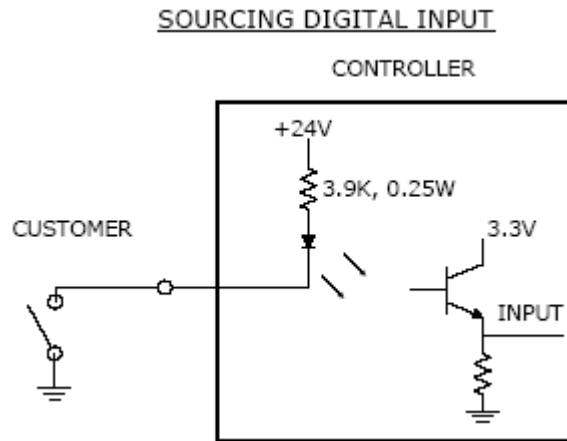 SOURCING DIGITAL INPUT
CONTROLLER
+24V
3.9K, 0.25W
CUSTOMER
3.3V
INPUT